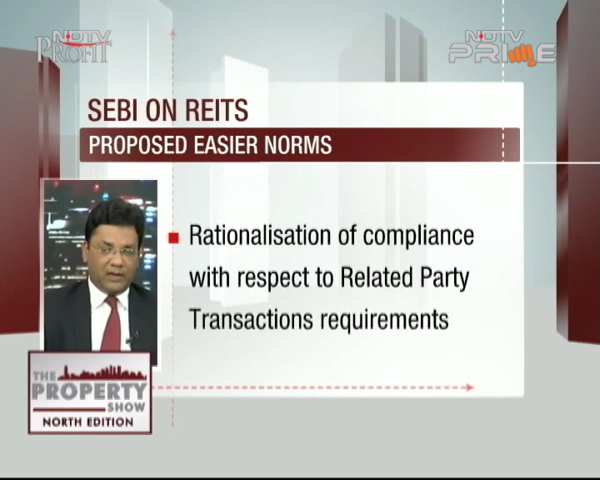 NDTV
PROFIT
NDTV
PRIME
SEBI ON REITS
PROPOSED EASIER NORMS
Rationalisation of compliance
with respect to Related Party
Transactions requirements
THE
PROPERTY
SHOW
NORTH EDITION